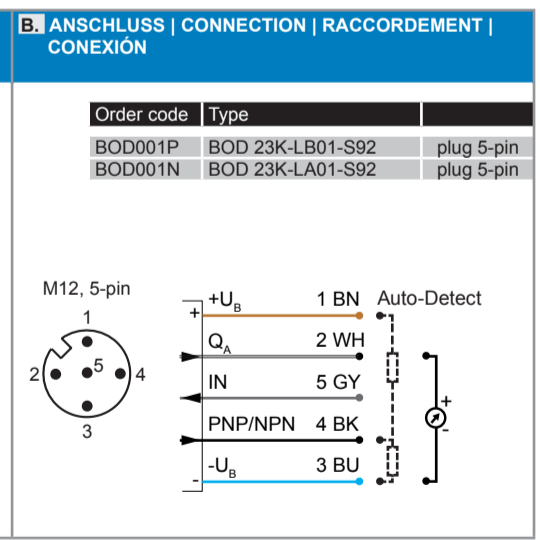 B. ANSCHLUSS | CONNECTION | RACCORDEMENT |
CONEXIÓN
Order code Type
BOD001P BOD 23K-LB01-S92 plug 5-pin
BOD001N BOD 23K-LA01-S92 plug 5-pin
M12, 5-pin
1
2 5 4
3
+ +UB 1 BN Auto-Detect
QA 2 WH
IN 5 GY
+
PNP/NPN 4 BK
-
- -UB 3 BU